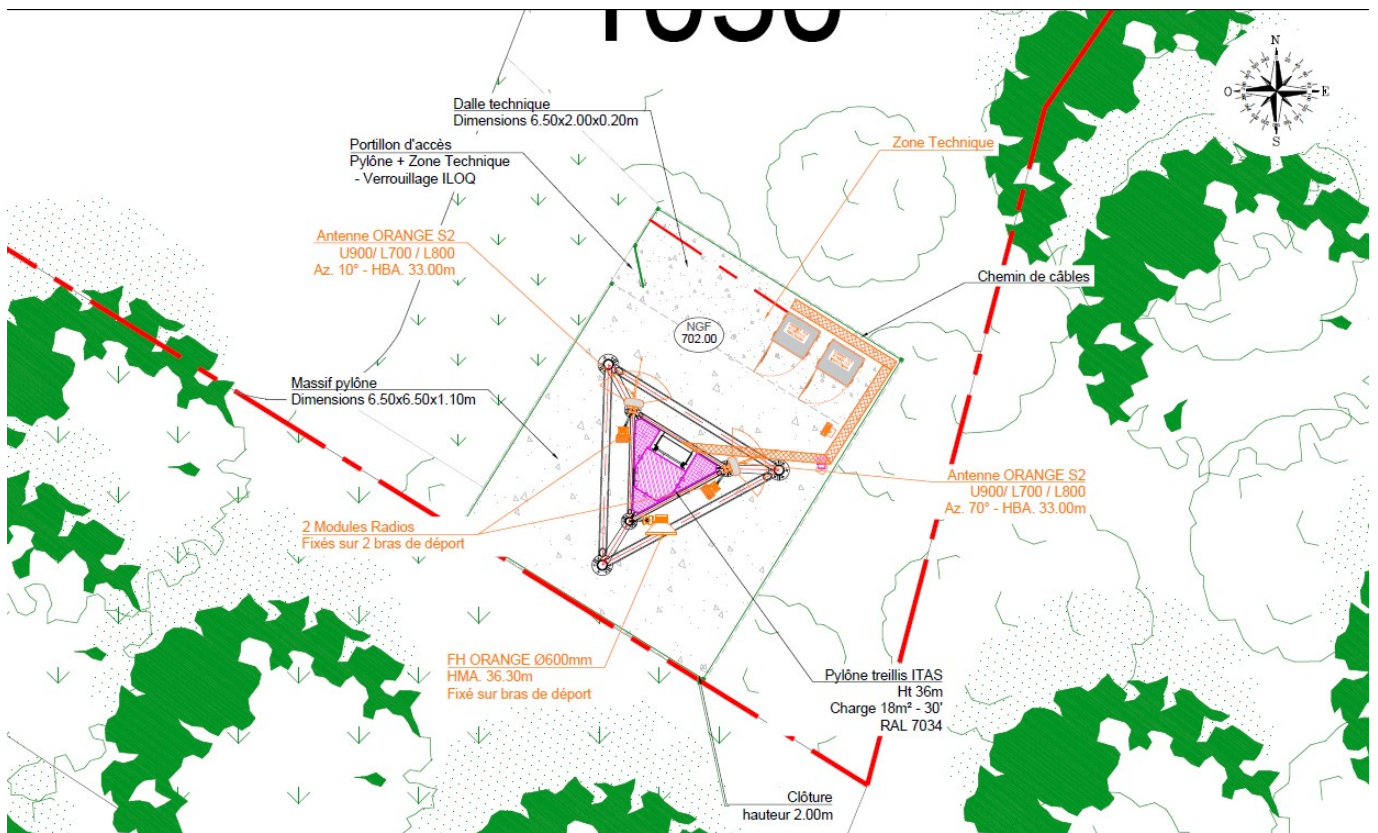 1050
N
O
E
S
Dalle technique
Dimensions 6.50x2.00x0.20m
Portillon d'accès
Pylône + Zone Technique
- Verrouillage ILOQ
Zone Technique
Antenne ORANGE S2
U900/ L700 / L800
Az. 10° - HBA. 33.00m
Chemin de câbles
NGF
702.00
Massif pylône
Dimensions 6.50x6.50x1.10m
Antenne ORANGE S2
U900/ L700 / L800
Az. 70° - HBA. 33.00m
2 Modules Radios
Fixés sur 2 bras de déport
FH ORANGE Ø600mm
HMA. 36.30m
Fixé sur bras de déport
Pylône treillis ITAS
Ht 36m
Charge 18m² - 30'
RAL 7034
Clôture
hauteur 2.00m